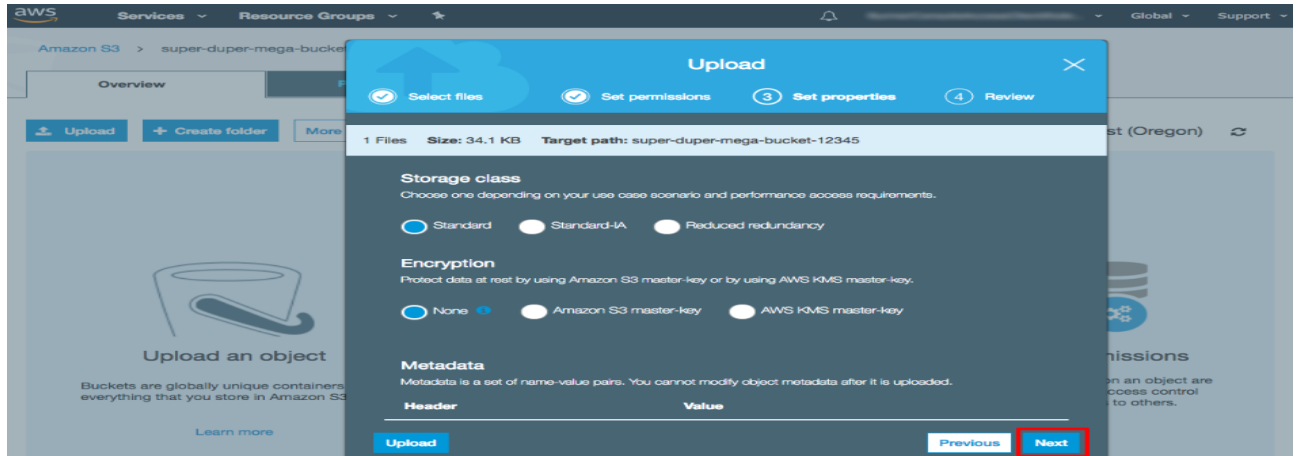 aws Services Resource Groups Global Support
Amazon S3 > super-duper-mega-bucke
Overview P
Upload + Create folder More
st (Oregon)
Upload
Select files Set permissions 3 Set properties 4 Review
1 Files Size: 34.1 KB Target path: super-duper-mega-bucket-12345
Storage class
Choose one depending on your use case scenario and performance access requirements.
Standard Standard-IA Reduced redundancy
Encryption
Protect data at rest by using Amazon S3 master-key or by using AWS KMS master-key.
None Amazon S3 master-key AWS KMS master-key
Metadata
Metadata is a set of name-value pairs. You cannot modify object metadata after it is uploaded.
Header Value
Upload Previous Next
Upload an object
Buckets are globally unique containers
everything that you store in Amazon S3
Learn more
nissions
on an object are
ccess control
to others.